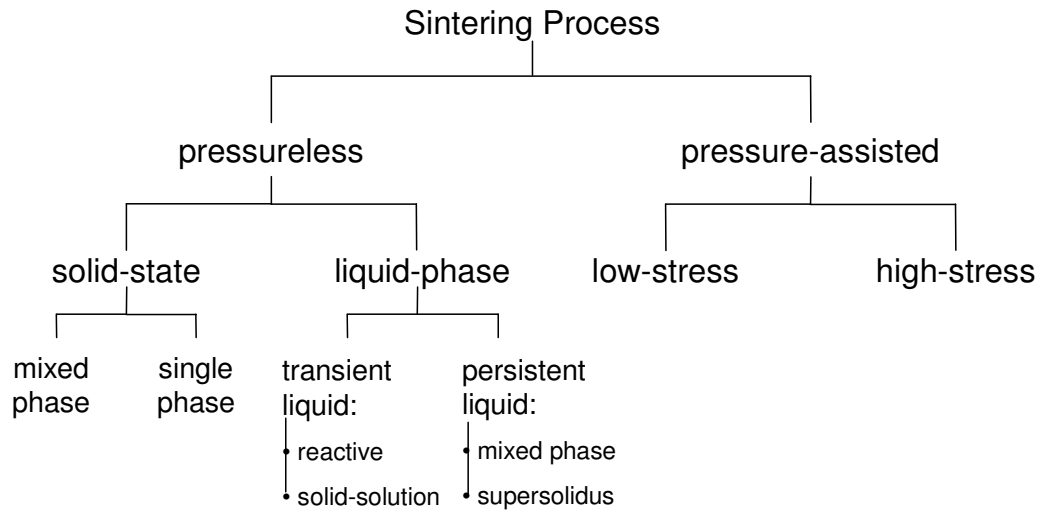 Sintering Process
pressureless
pressure-assisted
solid-state
liquid-phase
low-stress
high-stress
mixed
phase
single
phase
transient
liquid:
• reactive
• solid-solution
persistent
liquid:
• mixed phase
• supersolidus